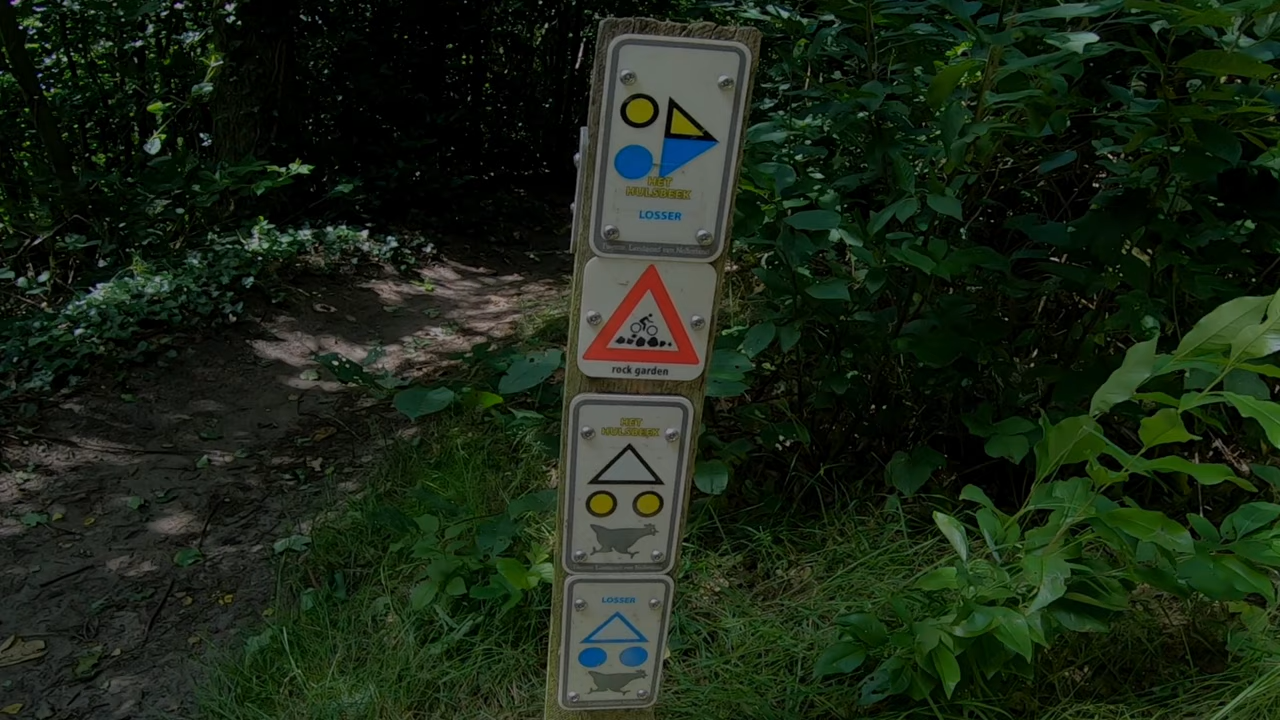 HET
HULSBEEK
LOSSER
rock garden
HET
HULSBEEK
LOSSER